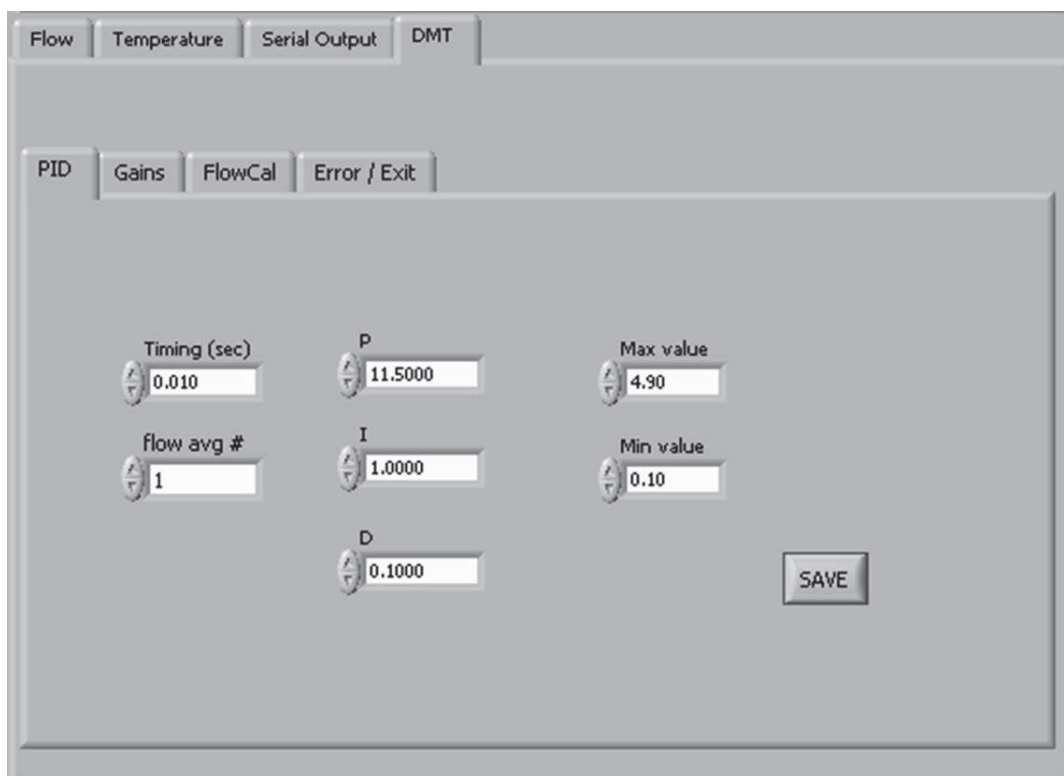 Flow Temperature Serial Output DMT
PID Gains FlowCal Error / Exit
Timing (sec) P Max value
0.010 11.5000 4.90
flow avg # I Min value
1 1.0000 0.10
D
0.1000
SAVE